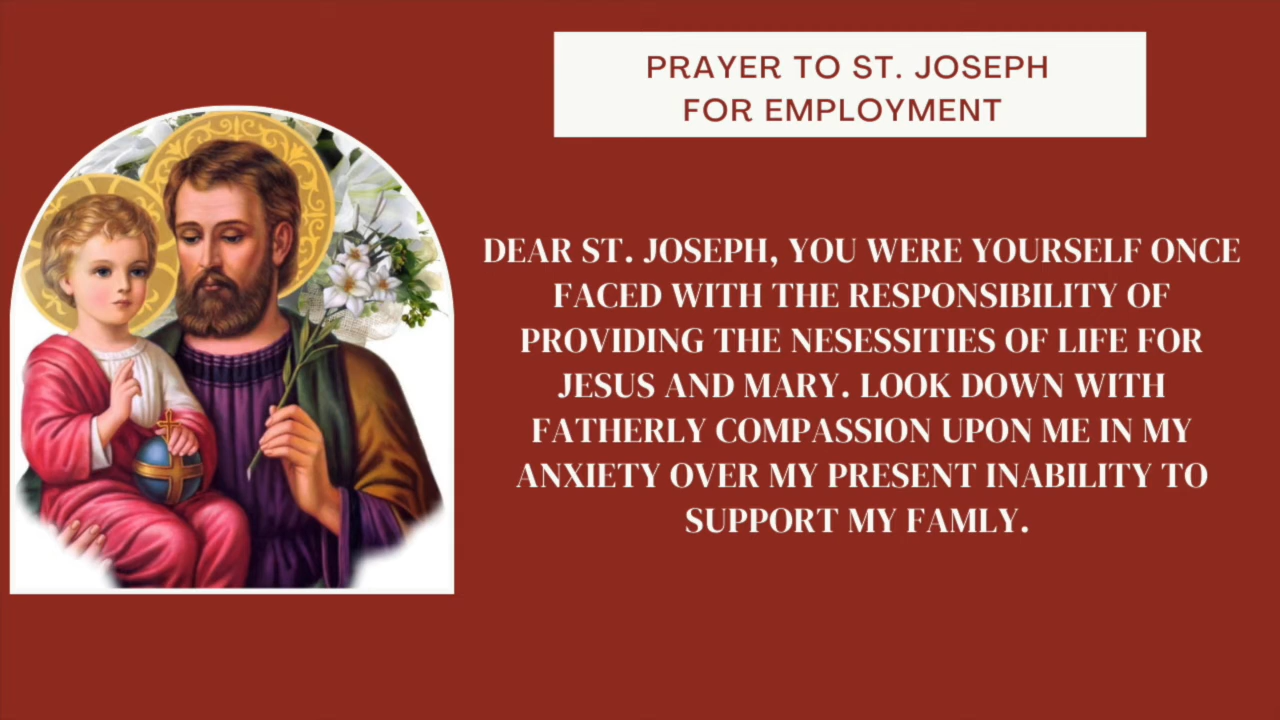 PRAYER TO ST. JOSEPH
FOR EMPLOYMENT
DEAR ST. JOSEPH, YOU WERE YOURSELF ONCE
FACED WITH THE RESPONSIBILITY OF
PROVIDING THE NESESSITIES OF LIFE FOR
JESUS AND MARY. LOOK DOWN WITH
FATHERLY COMPASSION UPON ME IN MY
ANXIETY OVER MY PRESENT INABILITY TO
SUPPORT MY FAMLY.